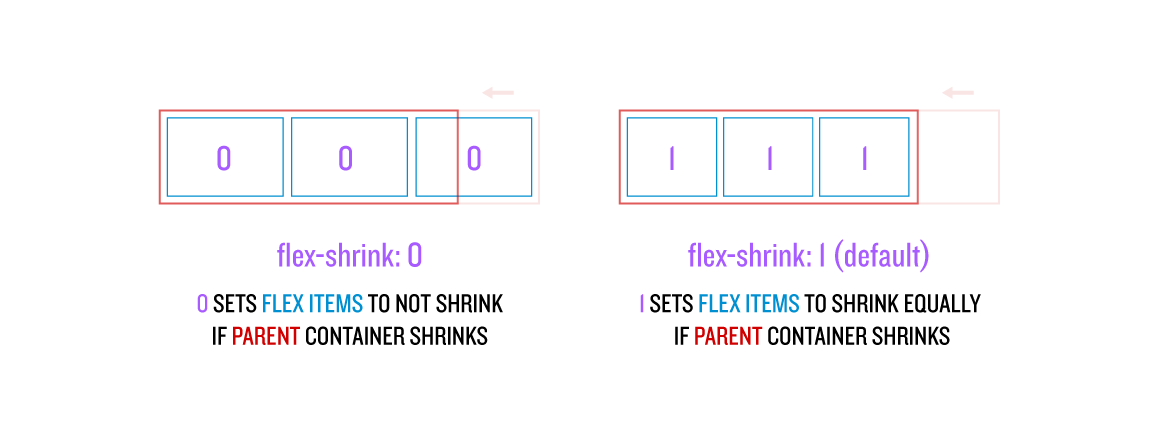 0 0 0
1 1 1
flex-shrink: 0
0 SETS FLEX ITEMS TO NOT SHRINK
IF PARENT CONTAINER SHRINKS
flex-shrink: 1 (default)
1 SETS FLEX ITEMS TO SHRINK EQUALLY
IF PARENT CONTAINER SHRINKS